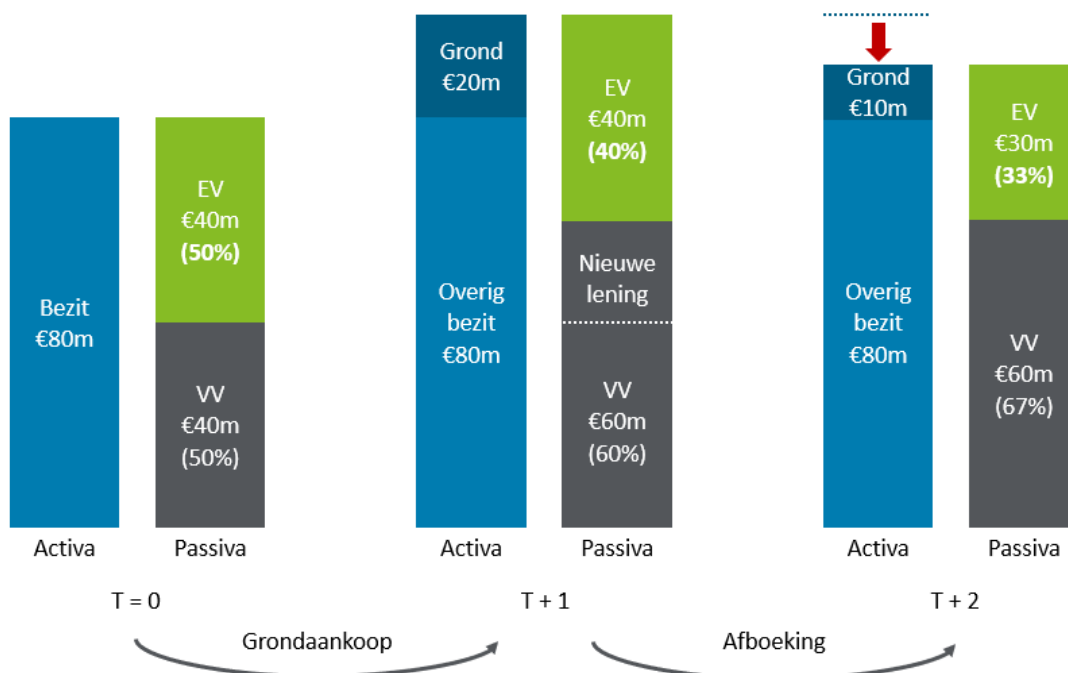 Bezit
€80m
EV
€40m
(50%)
VV
€40m
(50%)
Activa
Passiva
T = 0
Grondaankoop
Grond
€20m
Overig
bezit
€80m
EV
€40m
(40%)
Nieuwe
lening
VV
€60m
(60%)
Activa
Passiva
T + 1
Afboeking
Grond
€10m
Overig
bezit
€80m
EV
€30m
(33%)
VV
€60m
(67%)
Activa
Passiva
T + 2